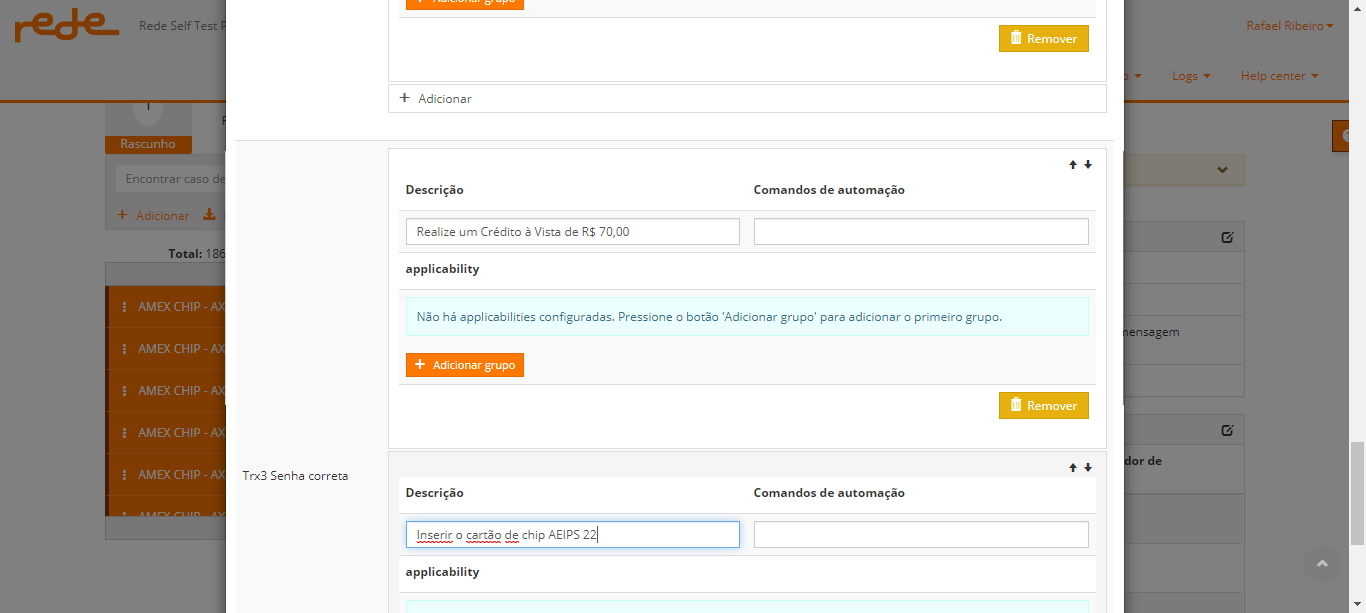 Adicionar grupo
rede
Rede Self Test
Rafael Ribeiro
Remover
Logs
Help center
+ Adicionar
Rascunho
Encontrar caso de
+ Adicionar
Total: 186
AMEX CHIP - AX
AMEX CHIP - AX
AMEX CHIP - AX
AMEX CHIP - AX
AMEX CHIP - AX
AMEX CHIP - AX
Descrição Comandos de automação
Realize um Crédito à Vista de R$ 70,00
applicability
Não há applicabilities configuradas. Pressione o botão 'Adicionar grupo' para adicionar o primeiro grupo.
mensagem
+ Adicionar grupo
Remover
dor de
Trx3 Senha correta
Descrição Comandos de automação
Inserir o cartão de chip AEIPS 22
applicability